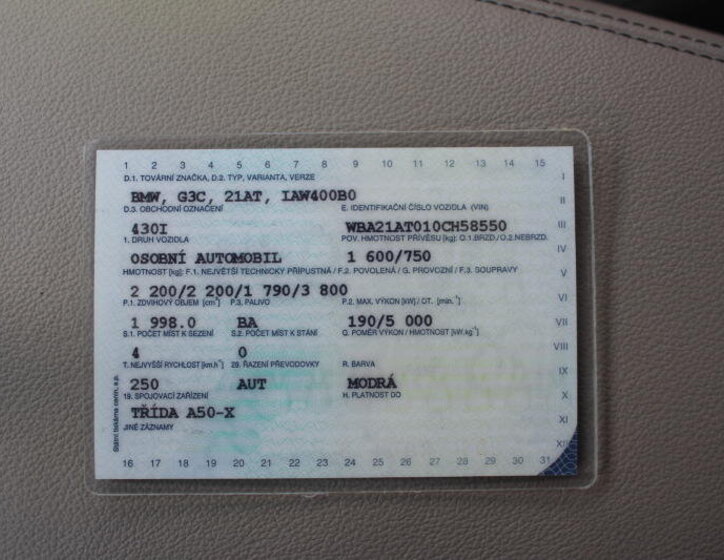 1 2 3 4 5 6 7 8 9 10 11 12 13 14 15
D.1. TOVÁRNÍ ZNAČKA, D.2. TYP, VARIANTA, VERZE I
BMW, G3C, 21AT, IAW400B0
D.3. OBCHODNÍ OZNAČENÍ E. IDENTIFIKAČNÍ ČÍSLO VOZIDLA (VIN) II
430I WBA21AT010CH58550 III
1. DRUH VOZIDLA POV. HMOTNOST PŘÍVĚSU [kg]: O.1.BRZD./O.2.NEBRZD.
OSOBNÍ AUTOMOBIL 1 600/750 IV
HMOTNOST [kg]: F.1. NEJVĚTŠÍ TECHNICKY PŘÍPUSTNÁ / F.2. POVOLENÁ / G. PROVOZNÍ / F.3. SOUPRAVY V
2 200/2 200/1 790/3 800
P.1. ZDVIHOVÝ OBJEM [cm³] P.3. PALIVO P.2. MAX. VÝKON [kW] / OT. [min.⁻¹] VI
1 998.0 BA 190/5 000 VII
S.1. POČET MÍST K SEZENÍ S.2. POČET MÍST K STÁNÍ Q. POMĚR VÝKON / HMOTNOST [kW.kg⁻¹]
4 0 VIII
T. NEJVYŠŠÍ RYCHLOST [km.h⁻¹] 29. ŘAZENÍ PŘEVODOVKY R. BARVA IX
250 AUT MODRÁ
19. SPOJOVACÍ ZAŘÍZENÍ H. PLATNOST DO X
TŘÍDA A50-X XI
JINÉ ZÁZNAMY
XII
16 17 18 19 20 21 22 23 24 25 26 27 28 29 30 31
Státní tiskárna cenin, s.p.